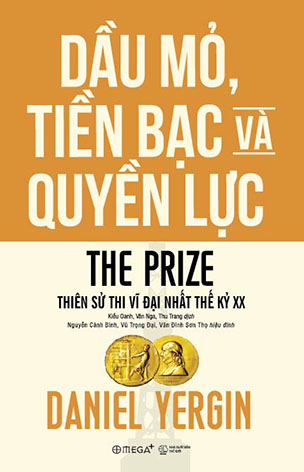 DẦU MỎ,
TIỀN BẠC VÀ
QUYỀN LỰC
THE PRIZE
THIÊN SỬ THI VĨ ĐẠI NHẤT THẾ KỶ XX
Kiều Oanh, Vân Nga, Thu Trang dịch
Nguyễn Cảnh Bình, Vũ Trọng Đại, Văn Đình Sơn Thọ hiệu đính
DANIEL YERGIN
OMEGA+